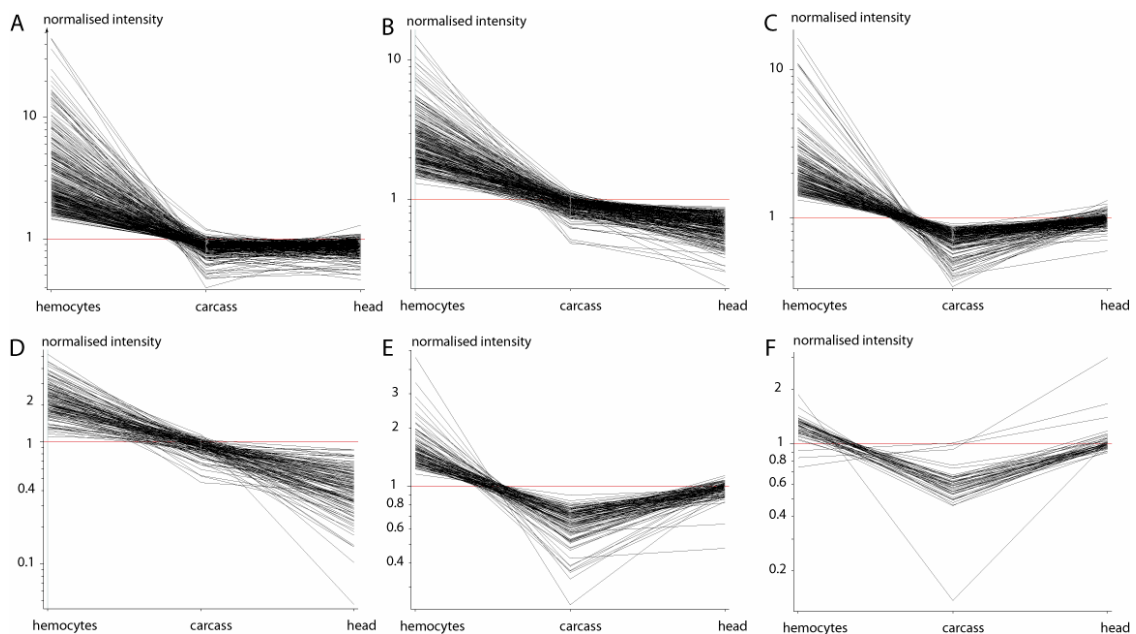 A normalised intensity
10
1
hemocytes carcass head
B normalised intensity
10
1
hemocytes carcass head
C normalised intensity
10
1
hemocytes carcass head
D normalised intensity
2
1
0.4
0.1
hemocytes carcass head
E normalised intensity
3
2
1
0.8
0.6
0.4
hemocytes carcass head
F normalised intensity
2
1
0.8
0.6
0.4
0.2
hemocytes carcass head